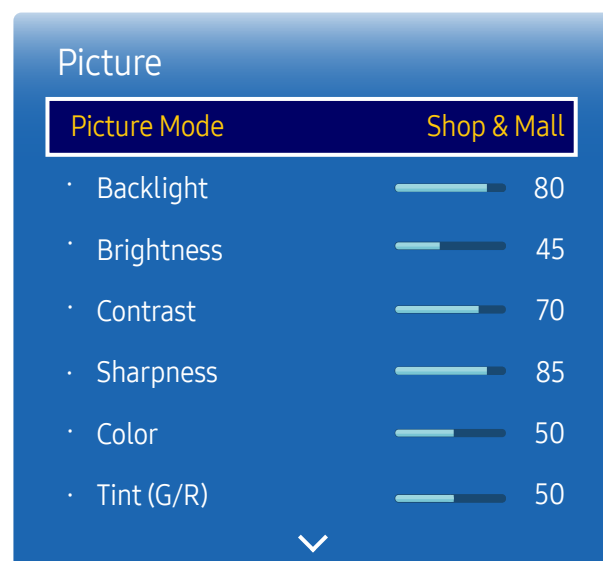 Picture
Picture Mode Shop & Mall
· Backlight 80
· Brightness 45
· Contrast 70
· Sharpness 85
· Color 50
· Tint (G/R) 50